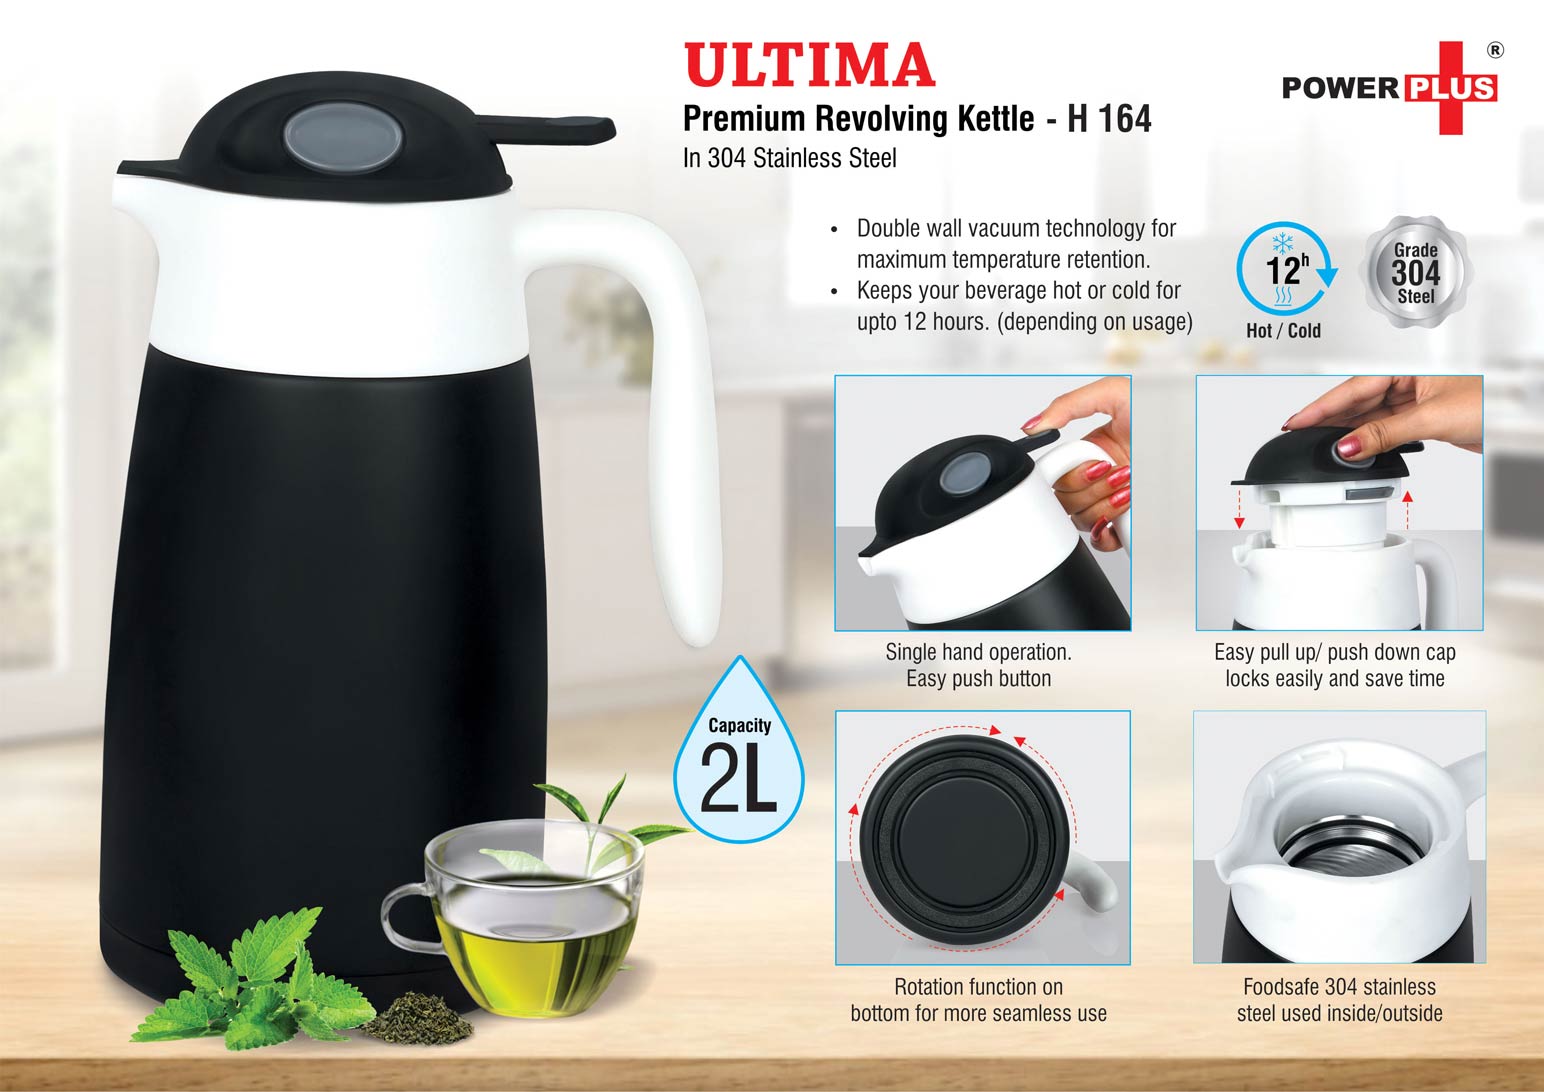 ULTIMA
Premium Revolving Kettle - H 164
In 304 Stainless Steel
POWER PLUS ®
• Double wall vacuum technology for
maximum temperature retention.
• Keeps your beverage hot or cold for
upto 12 hours. (depending on usage)
12h
Hot / Cold
Grade
304
Steel
Single hand operation.
Easy push button
Easy pull up/ push down cap
locks easily and save time
Capacity
2L
Rotation function on
bottom for more seamless use
Foodsafe 304 stainless
steel used inside/outside